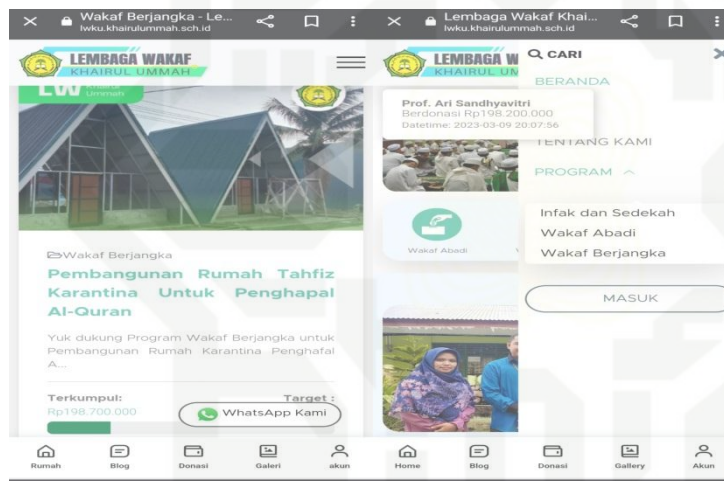 Wakaf Berjangka - Le...
lwku.khairulummah.sch.id
LEMBAGA WAKAF
KHAIRUL UMMAH
LW Khairul
Ummah
Wakaf Berjangka
Pembangunan Rumah Tahfiz
Karantina Untuk Penghapal
Al-Quran
Yuk dukung Program Wakaf Berjangka untuk
Pembangunan Rumah Karantina Penghafal
A...
Terkumpul:
Target :
Rp198.700.000
WhatsApp Kami
Rumah
Blog
Donasi
Galeri
akun
Lembaga Wakaf Khai...
lwku.khairulummah.sch.id
LEMBAGA W
KHAIRUL UM
CARI
BERANDA
Prof. Ari Sandhyavitri
Berdonasi Rp198.200.000
Datetime: 2023-03-09 20:07:56
TENTANG KAMI
PROGRAM
Infak dan Sedekah
Wakaf Abadi
Wakaf Berjangka
Wakaf Abadi
MASUK
Home
Blog
Donasi
Gallery
Akun